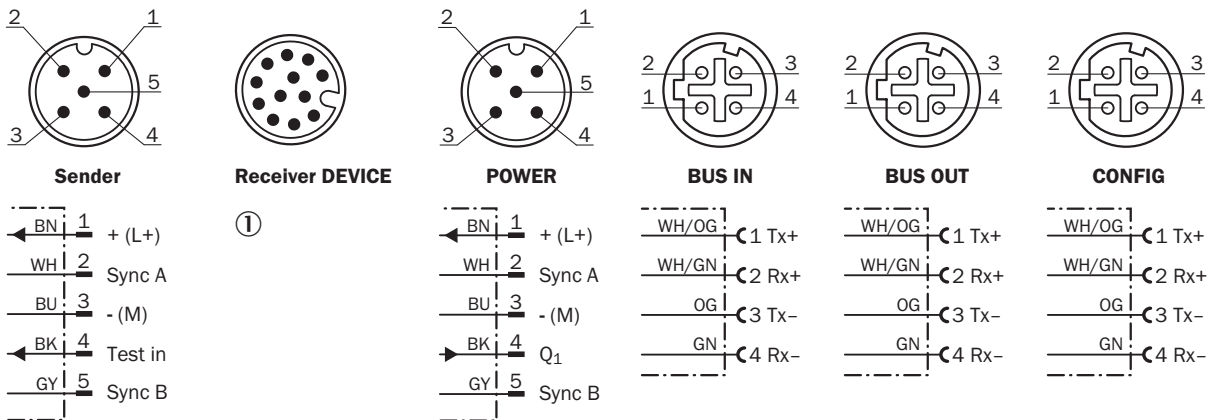 2 1
5
3 4
Sender
BN 1 + (L+)
WH 2 Sync A
BU 3 - (M)
BK 4 Test in
GY 5 Sync B
Receiver DEVICE
①
2 1
5
3 4
POWER
BN 1 + (L+)
WH 2 Sync A
BU 3 - (M)
BK 4 Q₁
GY 5 Sync B
2 3
1 4
BUS IN
WH/OG 1 Tx+
WH/GN 2 Rx+
OG 3 Tx–
GN 4 Rx–
2 3
1 4
BUS OUT
WH/OG 1 Tx+
WH/GN 2 Rx+
OG 3 Tx–
GN 4 Rx–
2 3
1 4
CONFIG
WH/OG 1 Tx+
WH/GN 2 Rx+
OG 3 Tx–
GN 4 Rx–